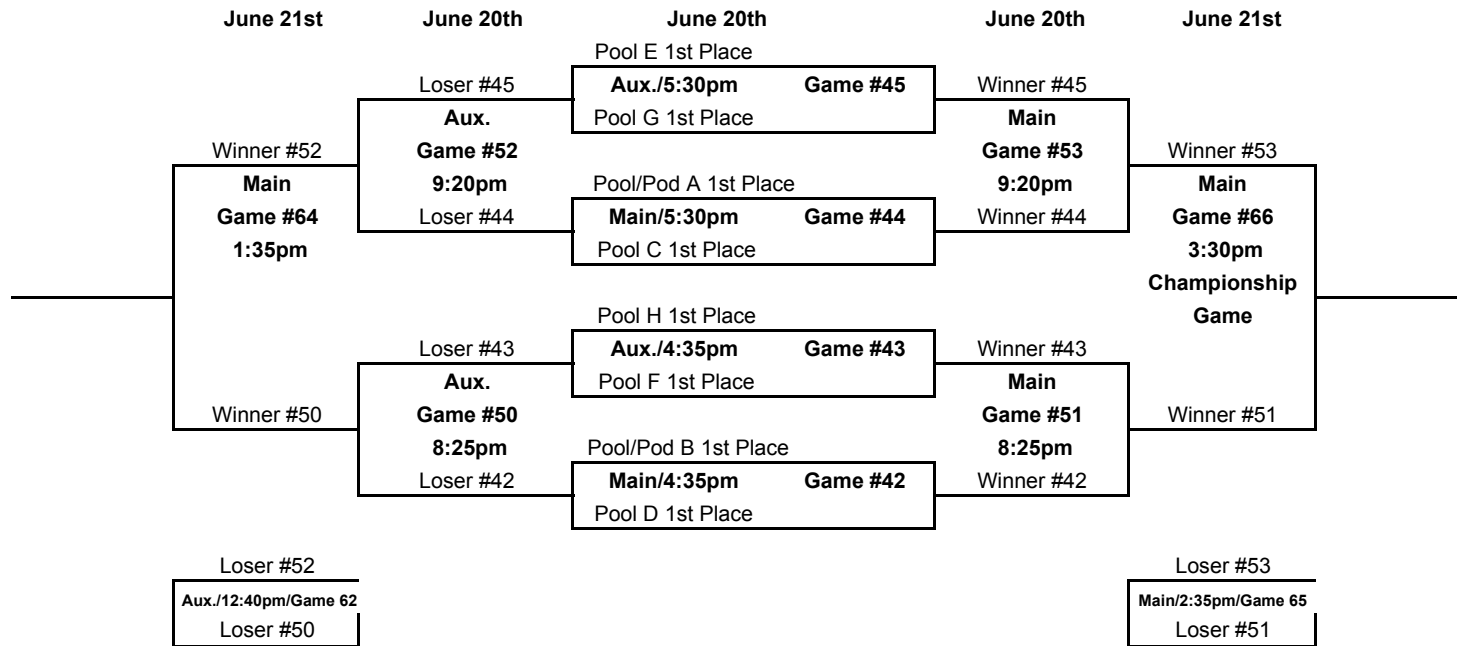 June 21st June 20th June 20th June 20th June 21st
Pool E 1st Place
Loser #45 Aux./5:30pm Game #45 Winner #45
Aux. Pool G 1st Place Main
Winner #52 Game #52 Game #53 Winner #53
Main 9:20pm Pool/Pod A 1st Place 9:20pm Main
Game #64 Loser #44 Main/5:30pm Game #44 Winner #44 Game #66
1:35pm Pool C 1st Place 3:30pm
Championship
Pool H 1st Place Game
Loser #43 Aux./4:35pm Game #43 Winner #43
Aux. Pool F 1st Place Main
Winner #50 Game #50 Game #51 Winner #51
8:25pm Pool/Pod B 1st Place 8:25pm
Loser #42 Main/4:35pm Game #42 Winner #42
Pool D 1st Place
Loser #52 Loser #53
Aux./12:40pm/Game 62 Main/2:35pm/Game 65
Loser #50 Loser #51